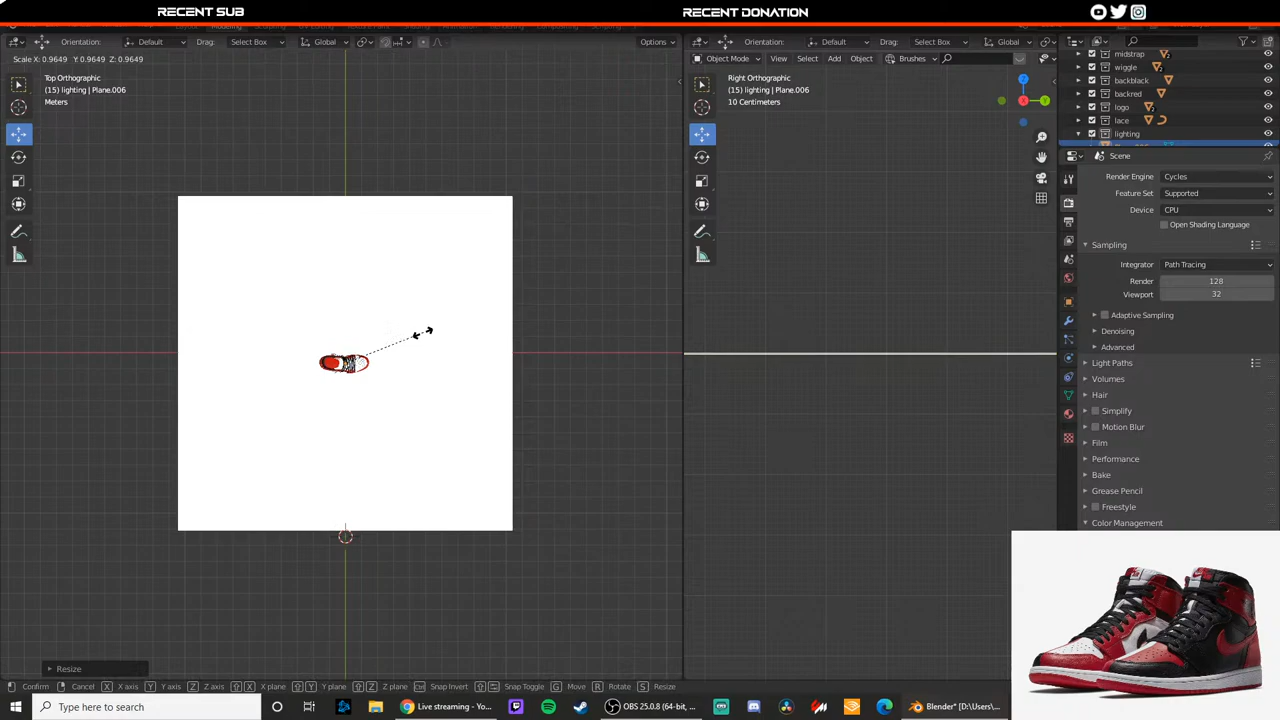 RECENT SUB
RECENT DONATION
Orientation: Default Drag: Select Box Global Options
Orientation: Default Drag: Select Box Global
Scale X: 0.9649 Y: 0.9649 Z: 0.9649
Object Mode View Select Add Object Brushes
Top Orthographic
(15) lighting | Plane.006
Meters
Right Orthographic
(15) lighting | Plane.006
10 Centimeters
Z
X
Y
midstrap
wiggle
backblack
backred
logo
lace
lighting
Scene
Render Engine Cycles
Feature Set Supported
Device CPU
Open Shading Language
Sampling
Integrator Path Tracing
Render 128
Viewport 32
Adaptive Sampling
Denoising
Advanced
Light Paths
Volumes
Hair
Simplify
Motion Blur
Film
Performance
Bake
Grease Pencil
Freestyle
Color Management
Resize
Confirm Cancel X X axis Y Y axis Z Z axis X X plane Y Y plane Z Z plane Snap Invert Snap Toggle G Move R Rotate S Resize
Type here to search
Live streaming - Yo...
OBS 25.0.8 (64-bit, ...
Blender* [D:\Users\...